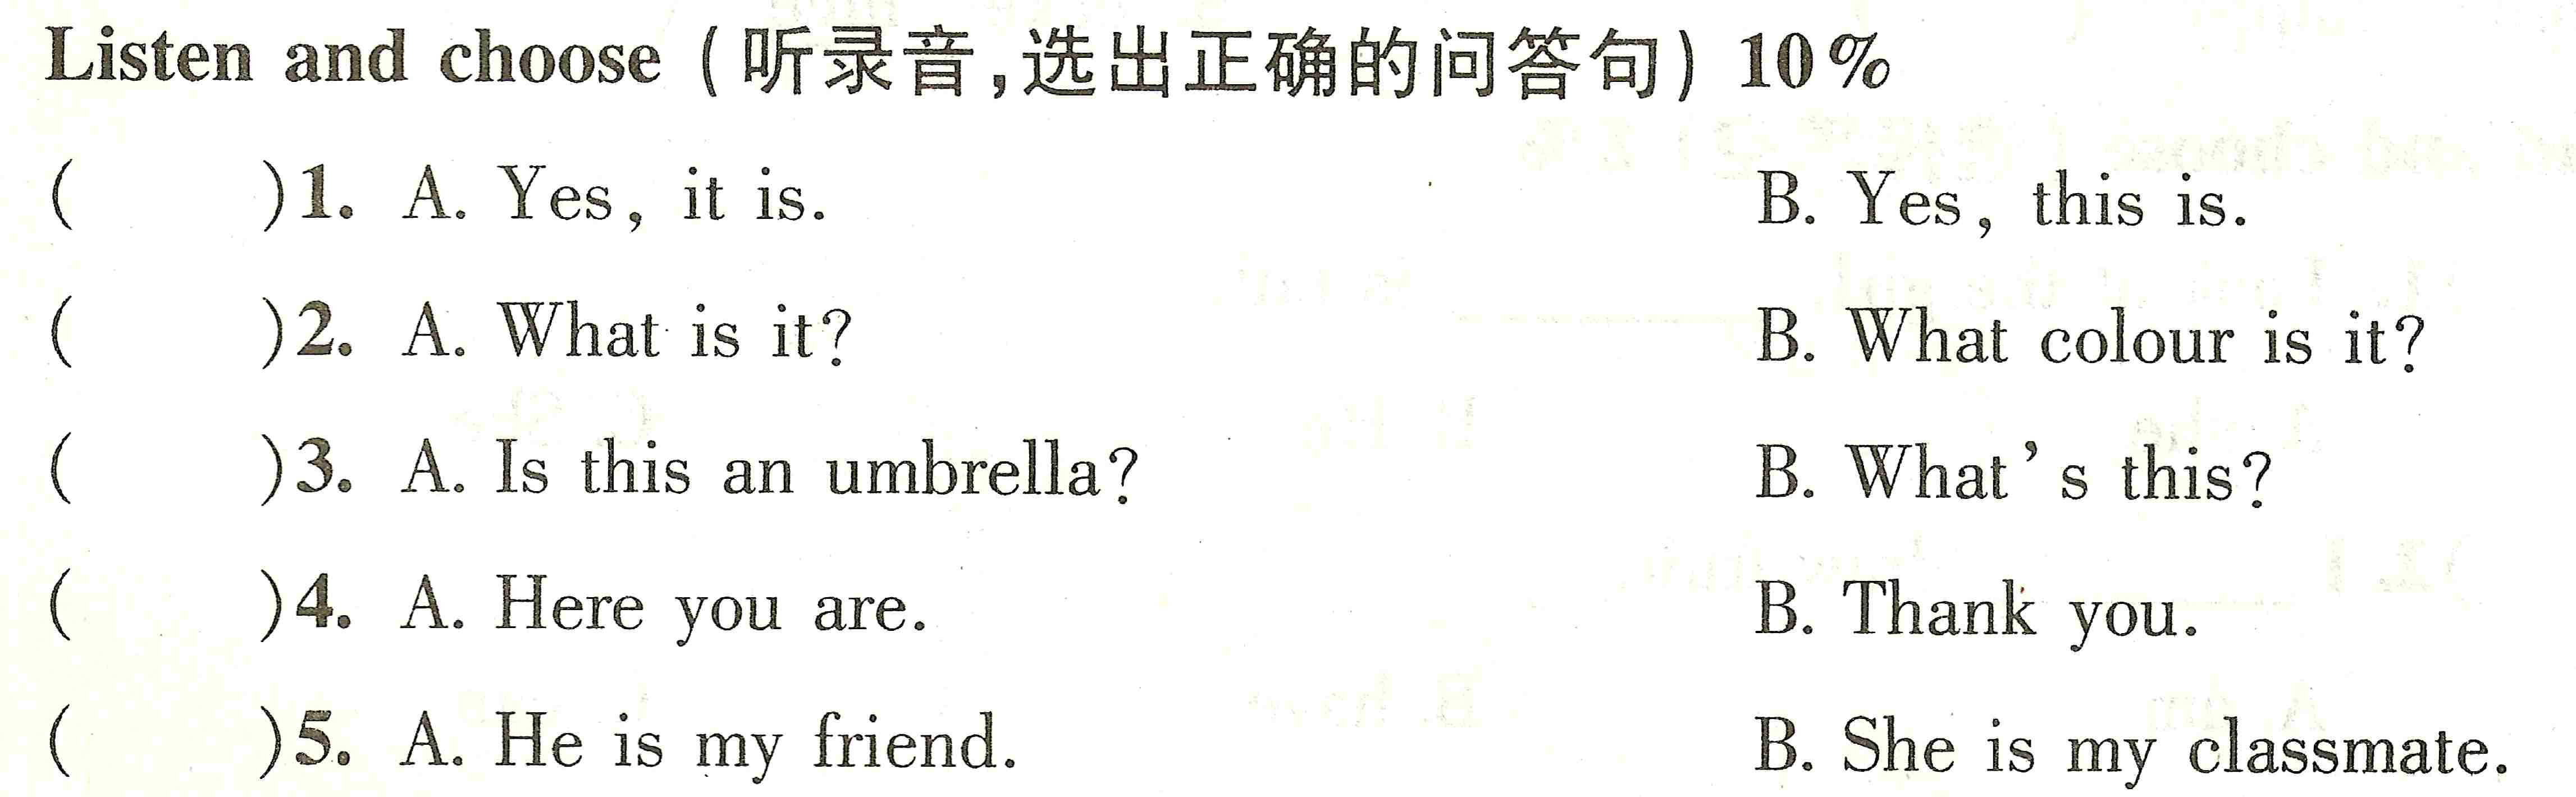 Listen and choose (听录音,选出正确的问答句) 10%
(   )1. A. Yes, it is.   B. Yes, this is.
(   )2. A. What is it?   B. What colour is it?
(   )3. A. Is this an umbrella?   B. What's this?
(   )4. A. Here you are.   B. Thank you.
(   )5. A. He is my friend.   B. She is my classmate.